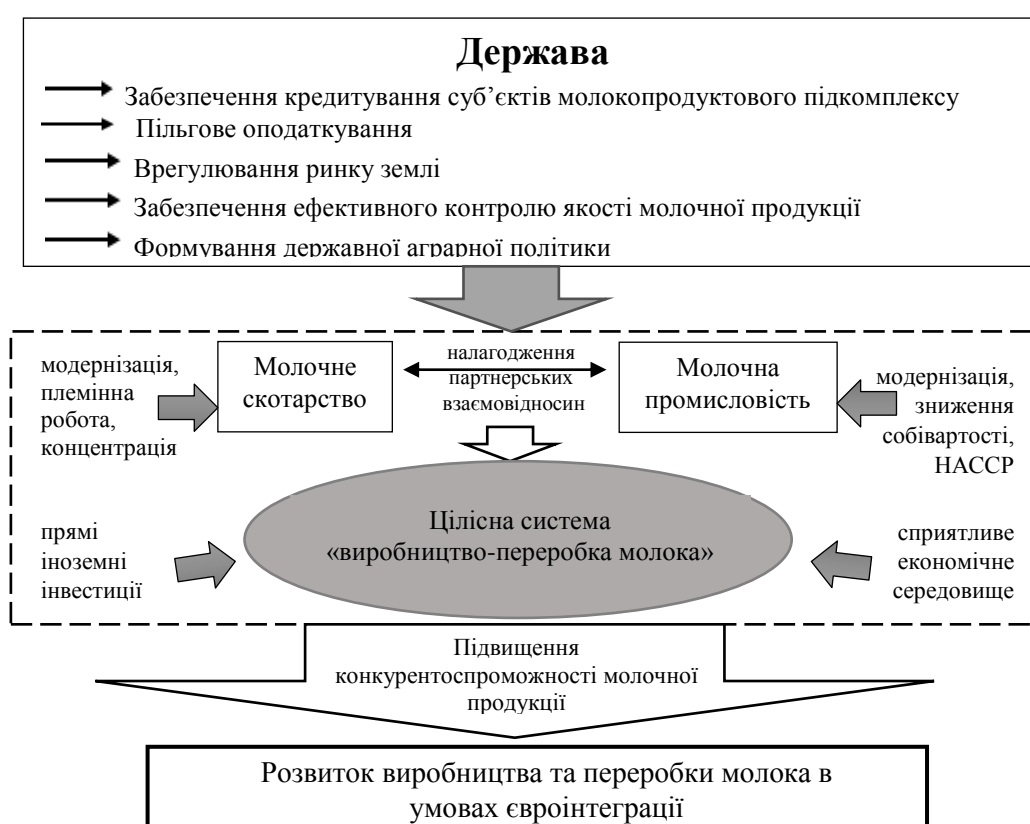 Держава
Забезпечення кредитування суб’єктів молокопродуктового підкомплексу
Пільгове оподаткування
Врегулювання ринку землі
Забезпечення ефективного контролю якості молочної продукції
Формування державної аграрної політики
модернізація,
племінна
робота,
концентрація
Молочне
скотарство
налагодження
партнерських
взаємовідносин
Молочна
промисловість
модернізація,
зниження
собівартості,
НАССР
прямі
іноземні
інвестиції
Цілісна система
«виробництво-переробка молока»
сприятливе
економічне
середовище
Підвищення
конкурентоспроможності молочної
продукції
Розвиток виробництва та переробки молока в
умовах євроінтеграції